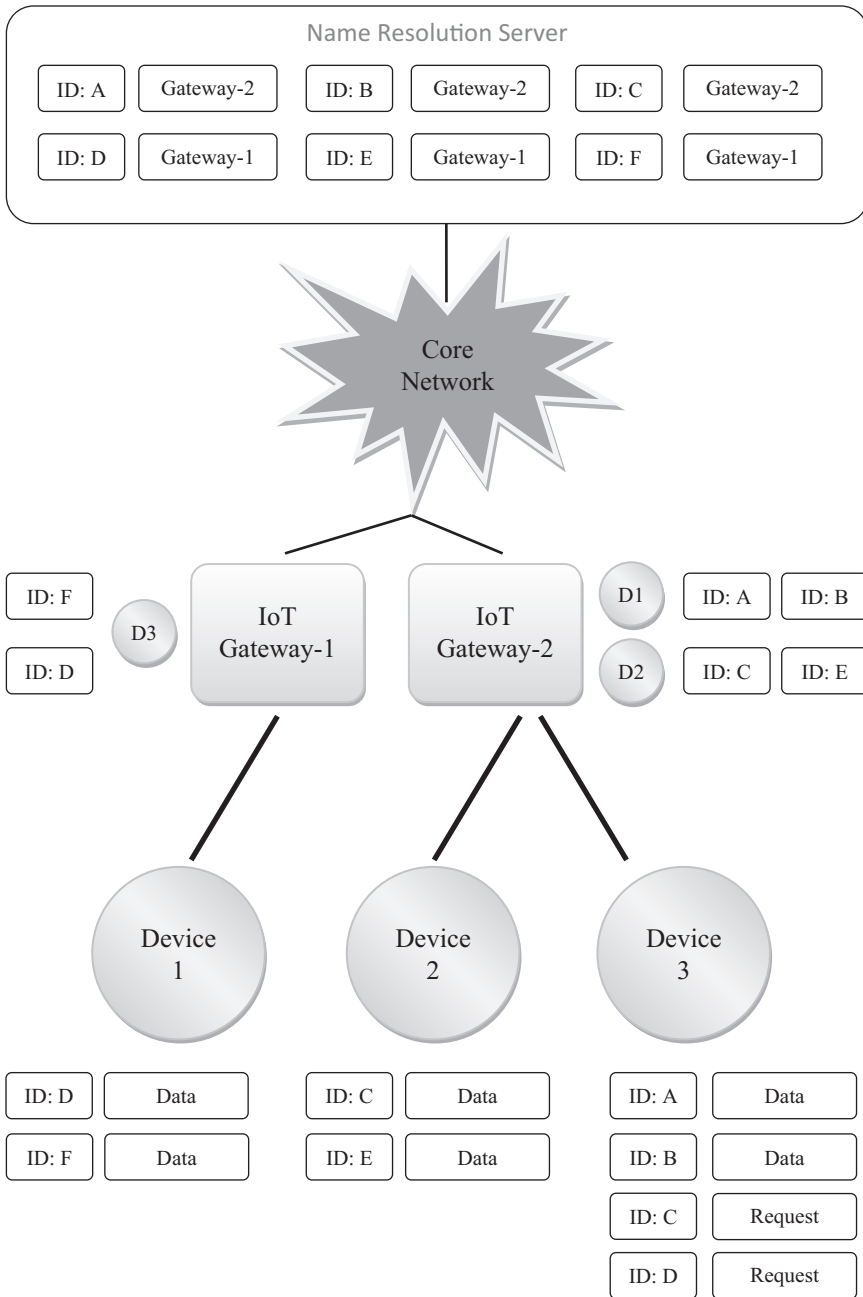 Name Resolution Server
ID: A Gateway-2 ID: B Gateway-2 ID: C Gateway-2
ID: D Gateway-1 ID: E Gateway-1 ID: F Gateway-1
Core
Network
ID: F
D3
ID: D
IoT
Gateway-1
IoT
Gateway-2
D1 ID: A ID: B
D2 ID: C ID: E
Device
1
Device
2
Device
3
ID: D Data
ID: F Data
ID: C Data
ID: E Data
ID: A Data
ID: B Data
ID: C Request
ID: D Request